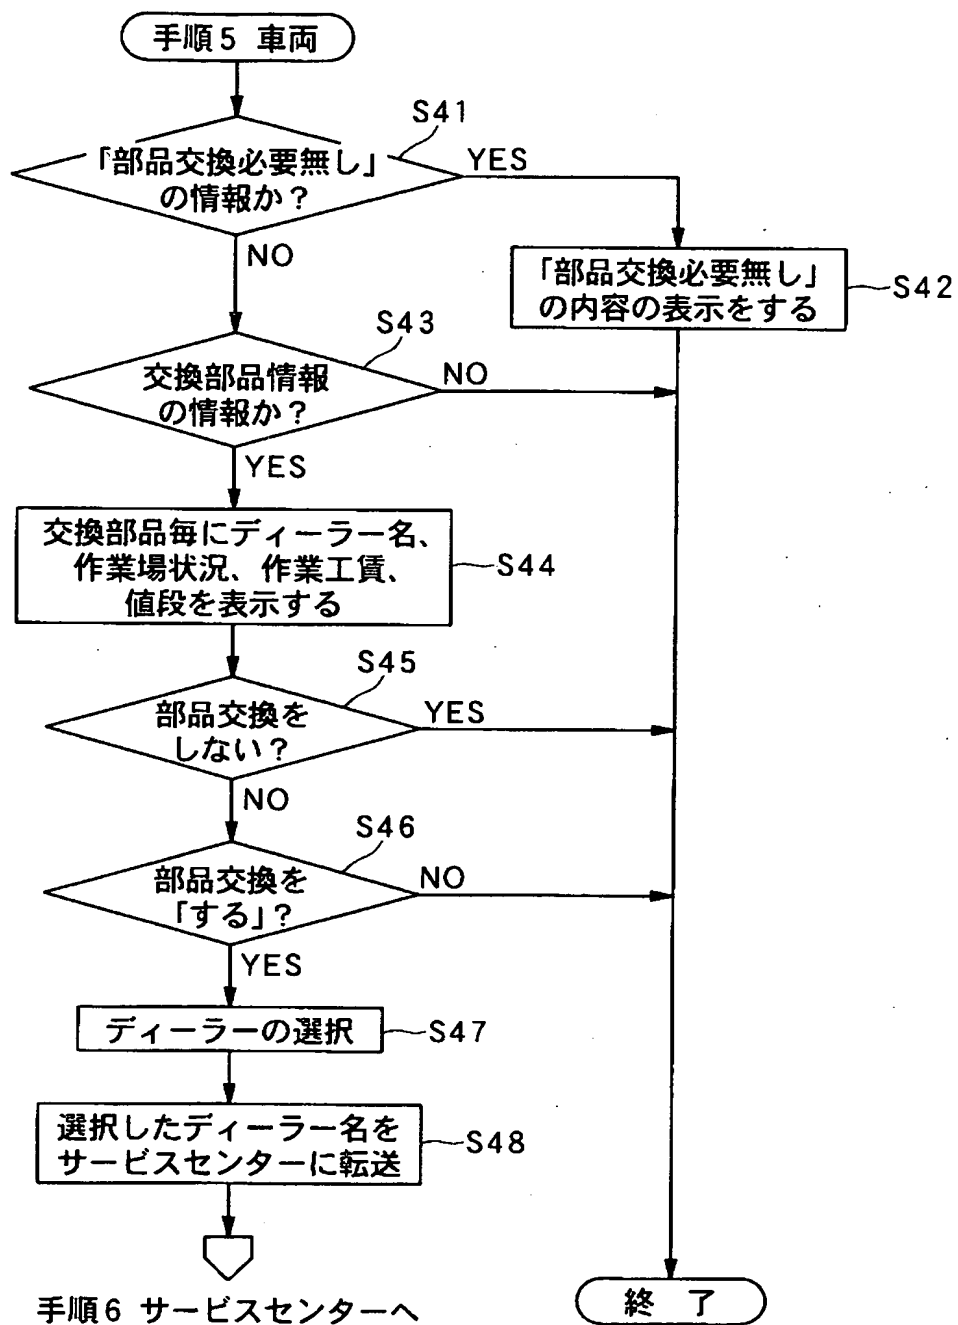 手順5 車両
S41
「部品交換必要無し」
の情報か?
YES
NO
「部品交換必要無し」
の内容の表示をする
S42
S43
交換部品情報
の情報か?
NO
YES
交換部品毎にディーラー名、
作業場状況、作業工賃、
値段を表示する
S44
S45
部品交換を
しない?
YES
NO
S46
部品交換を
「する」?
NO
YES
ディーラーの選択
S47
選択したディーラー名を
サービスセンターに転送
S48
手順6 サービスセンターへ
終 了